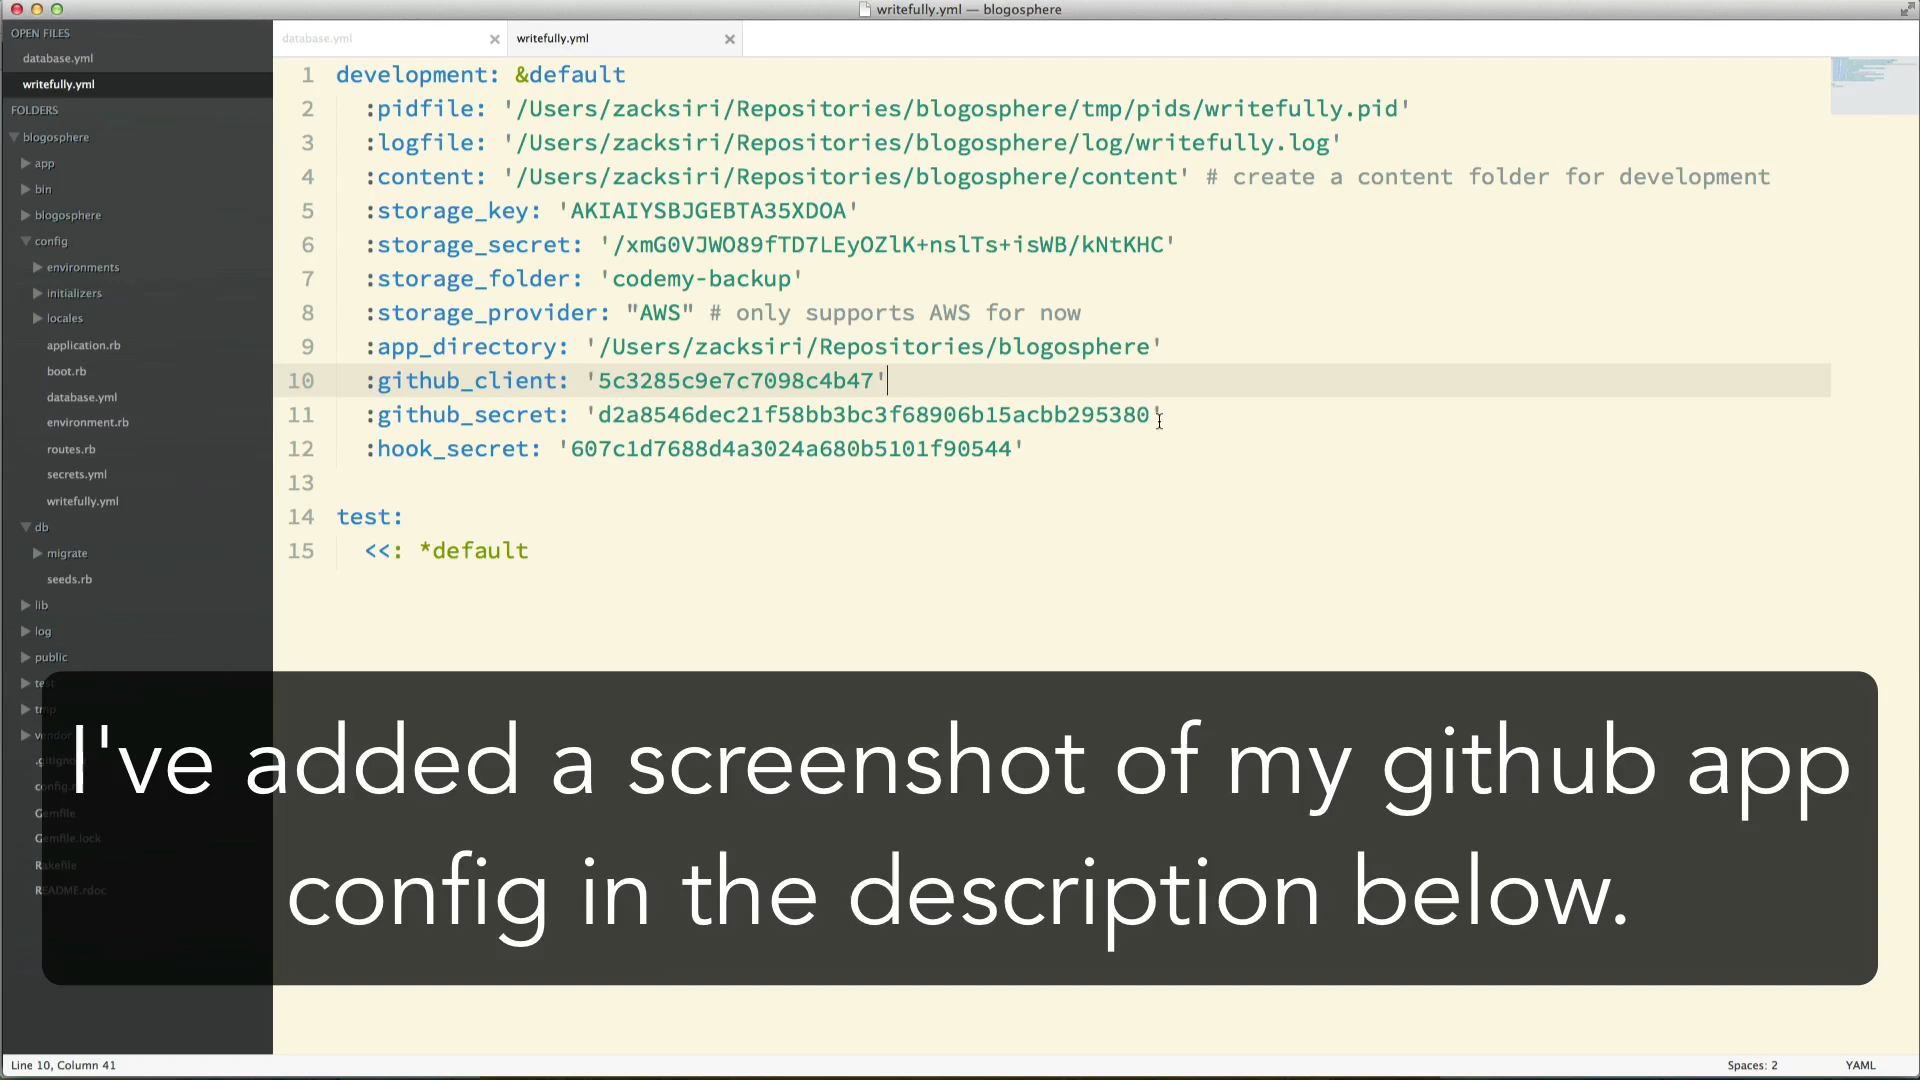 writefully.yml — blogosphere
OPEN FILES
database.yml
writefully.yml
FOLDERS
blogosphere
app
bin
blogosphere
config
environments
initializers
locales
application.rb
boot.rb
database.yml
environment.rb
routes.rb
secrets.yml
writefully.yml
db
migrate
seeds.rb
lib
log
public
Gemfile
Gemfile.lock
Rakefile
README.rdoc
database.yml
writefully.yml
1 development: &default
2 :pidfile: '/Users/zacksiri/Repositories/blogosphere/tmp/pids/writefully.pid'
3 :logfile: '/Users/zacksiri/Repositories/blogosphere/log/writefully.log'
4 :content: '/Users/zacksiri/Repositories/blogosphere/content' # create a content folder for development
5 :storage_key: 'AKIAIYSBJGEBTA35XDOA'
6 :storage_secret: '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'
7 :storage_folder: 'codemy-backup'
8 :storage_provider: "AWS" # only supports AWS for now
9 :app_directory: '/Users/zacksiri/Repositories/blogosphere'
10 :github_client: '5c3285c9e7c7098c4b47'
11 :github_secret: 'd2a8546dec21f58bb3bc3f68906b15acbb295380'
12 :hook_secret: '607c1d7688d4a3024a680b5101f90544'
13
14 test:
15 <<: *default
I've added a screenshot of my github app
config in the description below.
Line 10, Column 41
Spaces: 2
YAML